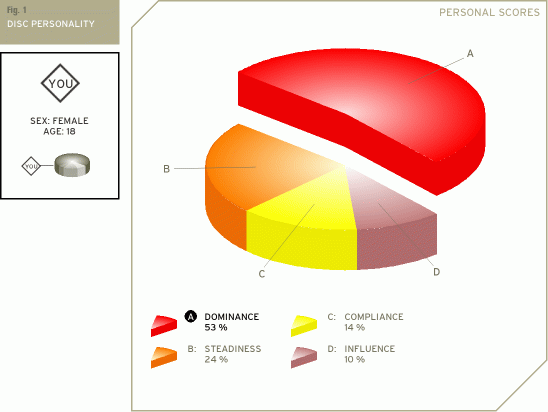 Fig. 1
DISC PERSONALITY
PERSONAL SCORES
YOU
SEX: FEMALE
AGE: 18
YOU
A
B
C
D
A DOMINANCE
53 %
C: COMPLIANCE
14 %
B: STEADINESS
24 %
D: INFLUENCE
10 %